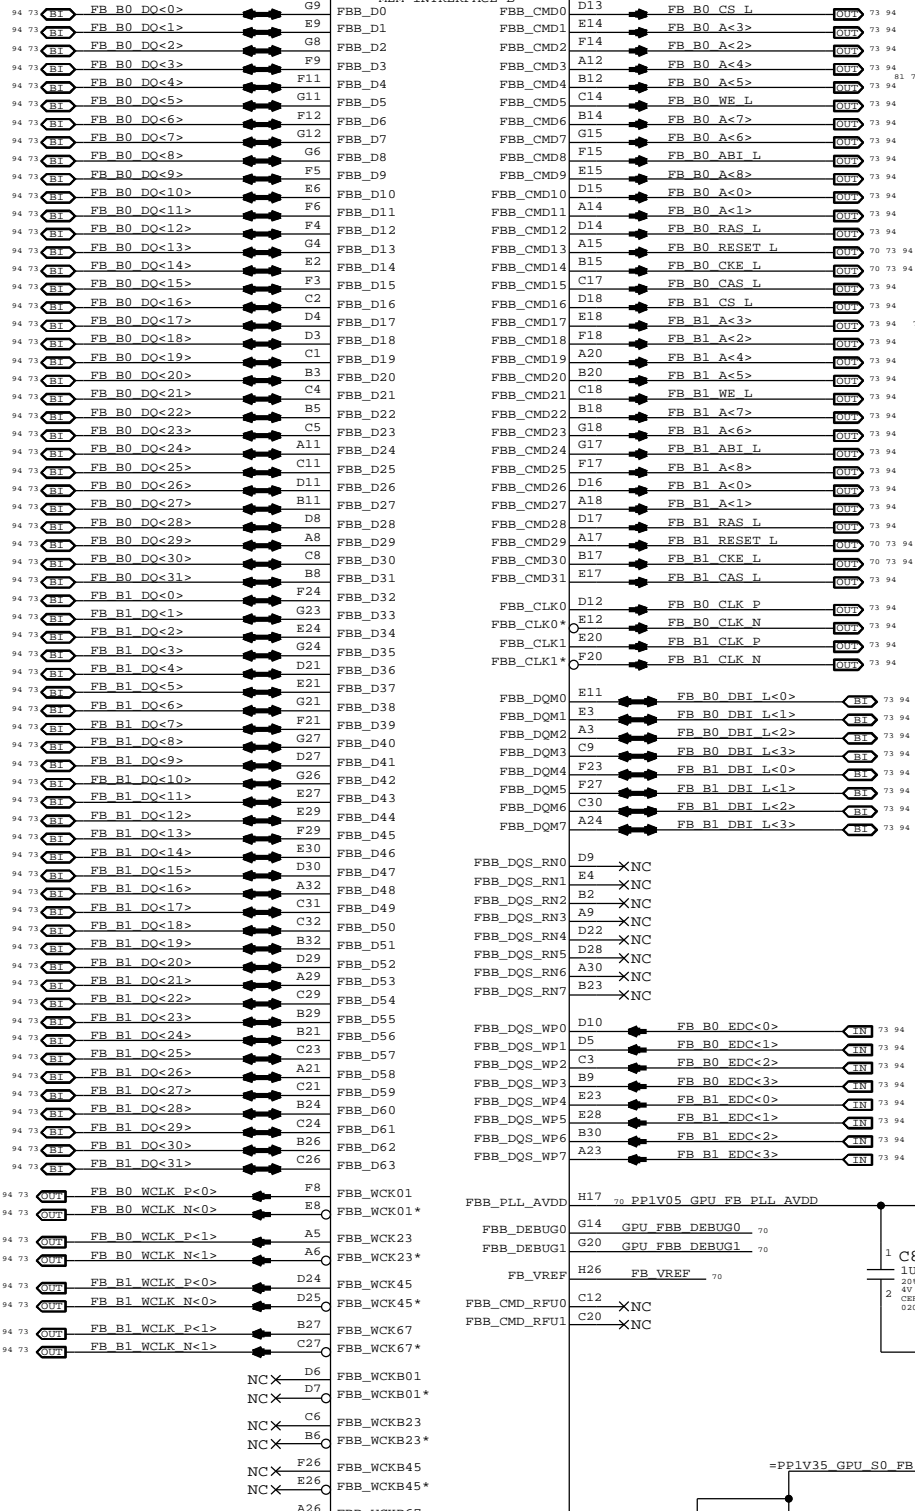 MEM INTERFACE B
94 73 BI FB_B0_DQ<0> G9 FBB_D0
94 73 BI FB_B0_DQ<1> E9 FBB_D1
94 73 BI FB_B0_DQ<2> G8 FBB_D2
94 73 BI FB_B0_DQ<3> F9 FBB_D3
94 73 BI FB_B0_DQ<4> F11 FBB_D4
94 73 BI FB_B0_DQ<5> G11 FBB_D5
94 73 BI FB_B0_DQ<6> F12 FBB_D6
94 73 BI FB_B0_DQ<7> G12 FBB_D7
94 73 BI FB_B0_DQ<8> G6 FBB_D8
94 73 BI FB_B0_DQ<9> F5 FBB_D9
94 73 BI FB_B0_DQ<10> E6 FBB_D10
94 73 BI FB_B0_DQ<11> F6 FBB_D11
94 73 BI FB_B0_DQ<12> F4 FBB_D12
94 73 BI FB_B0_DQ<13> G4 FBB_D13
94 73 BI FB_B0_DQ<14> E2 FBB_D14
94 73 BI FB_B0_DQ<15> F3 FBB_D15
94 73 BI FB_B0_DQ<16> C2 FBB_D16
94 73 BI FB_B0_DQ<17> D4 FBB_D17
94 73 BI FB_B0_DQ<18> D3 FBB_D18
94 73 BI FB_B0_DQ<19> C1 FBB_D19
94 73 BI FB_B0_DQ<20> B3 FBB_D20
94 73 BI FB_B0_DQ<21> C4 FBB_D21
94 73 BI FB_B0_DQ<22> B5 FBB_D22
94 73 BI FB_B0_DQ<23> C5 FBB_D23
94 73 BI FB_B0_DQ<24> A11 FBB_D24
94 73 BI FB_B0_DQ<25> C11 FBB_D25
94 73 BI FB_B0_DQ<26> D11 FBB_D26
94 73 BI FB_B0_DQ<27> B11 FBB_D27
94 73 BI FB_B0_DQ<28> D8 FBB_D28
94 73 BI FB_B0_DQ<29> A8 FBB_D29
94 73 BI FB_B0_DQ<30> C8 FBB_D30
94 73 BI FB_B0_DQ<31> B8 FBB_D31
94 73 BI FB_B1_DQ<0> F24 FBB_D32
94 73 BI FB_B1_DQ<1> G23 FBB_D33
94 73 BI FB_B1_DQ<2> E24 FBB_D34
94 73 BI FB_B1_DQ<3> G24 FBB_D35
94 73 BI FB_B1_DQ<4> D21 FBB_D36
94 73 BI FB_B1_DQ<5> E21 FBB_D37
94 73 BI FB_B1_DQ<6> G21 FBB_D38
94 73 BI FB_B1_DQ<7> F21 FBB_D39
94 73 BI FB_B1_DQ<8> G27 FBB_D40
94 73 BI FB_B1_DQ<9> D27 FBB_D41
94 73 BI FB_B1_DQ<10> G26 FBB_D42
94 73 BI FB_B1_DQ<11> E27 FBB_D43
94 73 BI FB_B1_DQ<12> E29 FBB_D44
94 73 BI FB_B1_DQ<13> F29 FBB_D45
94 73 BI FB_B1_DQ<14> E30 FBB_D46
94 73 BI FB_B1_DQ<15> D30 FBB_D47
94 73 BI FB_B1_DQ<16> A32 FBB_D48
94 73 BI FB_B1_DQ<17> C31 FBB_D49
94 73 BI FB_B1_DQ<18> C32 FBB_D50
94 73 BI FB_B1_DQ<19> B32 FBB_D51
94 73 BI FB_B1_DQ<20> D29 FBB_D52
94 73 BI FB_B1_DQ<21> A29 FBB_D53
94 73 BI FB_B1_DQ<22> C29 FBB_D54
94 73 BI FB_B1_DQ<23> B29 FBB_D55
94 73 BI FB_B1_DQ<24> B21 FBB_D56
94 73 BI FB_B1_DQ<25> C23 FBB_D57
94 73 BI FB_B1_DQ<26> A21 FBB_D58
94 73 BI FB_B1_DQ<27> C21 FBB_D59
94 73 BI FB_B1_DQ<28> B24 FBB_D60
94 73 BI FB_B1_DQ<29> C24 FBB_D61
94 73 BI FB_B1_DQ<30> B26 FBB_D62
94 73 BI FB_B1_DQ<31> C26 FBB_D63
94 73 OUT FB_B0_WCLK_P<0> F8 FBB_WCK01
94 73 OUT FB_B0_WCLK_N<0> E8 FBB_WCK01*
94 73 OUT FB_B0_WCLK_P<1> A5 FBB_WCK23
94 73 OUT FB_B0_WCLK_N<1> A6 FBB_WCK23*
94 73 OUT FB_B1_WCLK_P<0> D24 FBB_WCK45
94 73 OUT FB_B1_WCLK_N<0> D25 FBB_WCK45*
94 73 OUT FB_B1_WCLK_P<1> B27 FBB_WCK67
94 73 OUT FB_B1_WCLK_N<1> C27 FBB_WCK67*
NC D6 FBB_WCKB01
NC D7 FBB_WCKB01*
NC C6 FBB_WCKB23
NC B6 FBB_WCKB23*
NC F26 FBB_WCKB45
NC E26 FBB_WCKB45*
A26 FBB_WCKB67
FBB_CMD0 D13 FB_B0_CS_L OUT 73 94
FBB_CMD1 E14 FB_B0_A<3> OUT 73 94
FBB_CMD2 F14 FB_B0_A<2> OUT 73 94
FBB_CMD3 A12 FB_B0_A<4> OUT 73 94
81 7
FBB_CMD4 B12 FB_B0_A<5> OUT 73 94
FBB_CMD5 C14 FB_B0_WE_L OUT 73 94
FBB_CMD6 B14 FB_B0_A<7> OUT 73 94
FBB_CMD7 G15 FB_B0_A<6> OUT 73 94
FBB_CMD8 F15 FB_B0_ABI_L OUT 73 94
FBB_CMD9 E15 FB_B0_A<8> OUT 73 94
FBB_CMD10 D15 FB_B0_A<0> OUT 73 94
FBB_CMD11 A14 FB_B0_A<1> OUT 73 94
FBB_CMD12 D14 FB_B0_RAS_L OUT 73 94
FBB_CMD13 A15 FB_B0_RESET_L OUT 70 73 94
FBB_CMD14 B15 FB_B0_CKE_L OUT 70 73 94
FBB_CMD15 C17 FB_B0_CAS_L OUT 73 94
FBB_CMD16 D18 FB_B1_CS_L OUT 73 94
FBB_CMD17 E18 FB_B1_A<3> OUT 73 94
FBB_CMD18 F18 FB_B1_A<2> OUT 73 94
FBB_CMD19 A20 FB_B1_A<4> OUT 73 94
FBB_CMD20 B20 FB_B1_A<5> OUT 73 94
FBB_CMD21 C18 FB_B1_WE_L OUT 73 94
FBB_CMD22 B18 FB_B1_A<7> OUT 73 94
FBB_CMD23 G18 FB_B1_A<6> OUT 73 94
FBB_CMD24 G17 FB_B1_ABI_L OUT 73 94
FBB_CMD25 F17 FB_B1_A<8> OUT 73 94
FBB_CMD26 D16 FB_B1_A<0> OUT 73 94
FBB_CMD27 A18 FB_B1_A<1> OUT 73 94
FBB_CMD28 D17 FB_B1_RAS_L OUT 73 94
FBB_CMD29 A17 FB_B1_RESET_L OUT 70 73 94
FBB_CMD30 B17 FB_B1_CKE_L OUT 70 73 94
FBB_CMD31 E17 FB_B1_CAS_L OUT 73 94
FBB_CLK0 D12 FB_B0_CLK_P OUT 73 94
FBB_CLK0* E12 FB_B0_CLK_N OUT 73 94
FBB_CLK1 E20 FB_B1_CLK_P OUT 73 94
FBB_CLK1* F20 FB_B1_CLK_N OUT 73 94
FBB_DQM0 E11 FB_B0_DBI_L<0> BI 73 94
FBB_DQM1 E3 FB_B0_DBI_L<1> BI 73 94
FBB_DQM2 A3 FB_B0_DBI_L<2> BI 73 94
FBB_DQM3 C9 FB_B0_DBI_L<3> BI 73 94
FBB_DQM4 F23 FB_B1_DBI_L<0> BI 73 94
FBB_DQM5 F27 FB_B1_DBI_L<1> BI 73 94
FBB_DQM6 C30 FB_B1_DBI_L<2> BI 73 94
FBB_DQM7 A24 FB_B1_DBI_L<3> BI 73 94
FBB_DQS_RN0 D9 NC
FBB_DQS_RN1 E4 NC
FBB_DQS_RN2 B2 NC
FBB_DQS_RN3 A9 NC
FBB_DQS_RN4 D22 NC
FBB_DQS_RN5 D28 NC
FBB_DQS_RN6 A30 NC
FBB_DQS_RN7 B23 NC
FBB_DQS_WP0 D10 FB_B0_EDC<0> IN 73 94
FBB_DQS_WP1 D5 FB_B0_EDC<1> IN 73 94
FBB_DQS_WP2 C3 FB_B0_EDC<2> IN 73 94
FBB_DQS_WP3 B9 FB_B0_EDC<3> IN 73 94
FBB_DQS_WP4 E23 FB_B1_EDC<0> IN 73 94
FBB_DQS_WP5 E28 FB_B1_EDC<1> IN 73 94
FBB_DQS_WP6 B30 FB_B1_EDC<2> IN 73 94
FBB_DQS_WP7 A23 FB_B1_EDC<3> IN 73 94
FBB_PLL_AVDD H17 70 PP1V05_GPU_FB_PLL_AVDD
FBB_DEBUG0 G14 GPU_FBB_DEBUG0 70
FBB_DEBUG1 G20 GPU_FBB_DEBUG1 70
FBB_VREF H26 FB_VREF 70
FBB_CMD_RFU0 C12 NC
FBB_CMD_RFU1 C20 NC
1 C8
1U
20%
4V
2 CER
020
=PP1V35_GPU_S0_FB